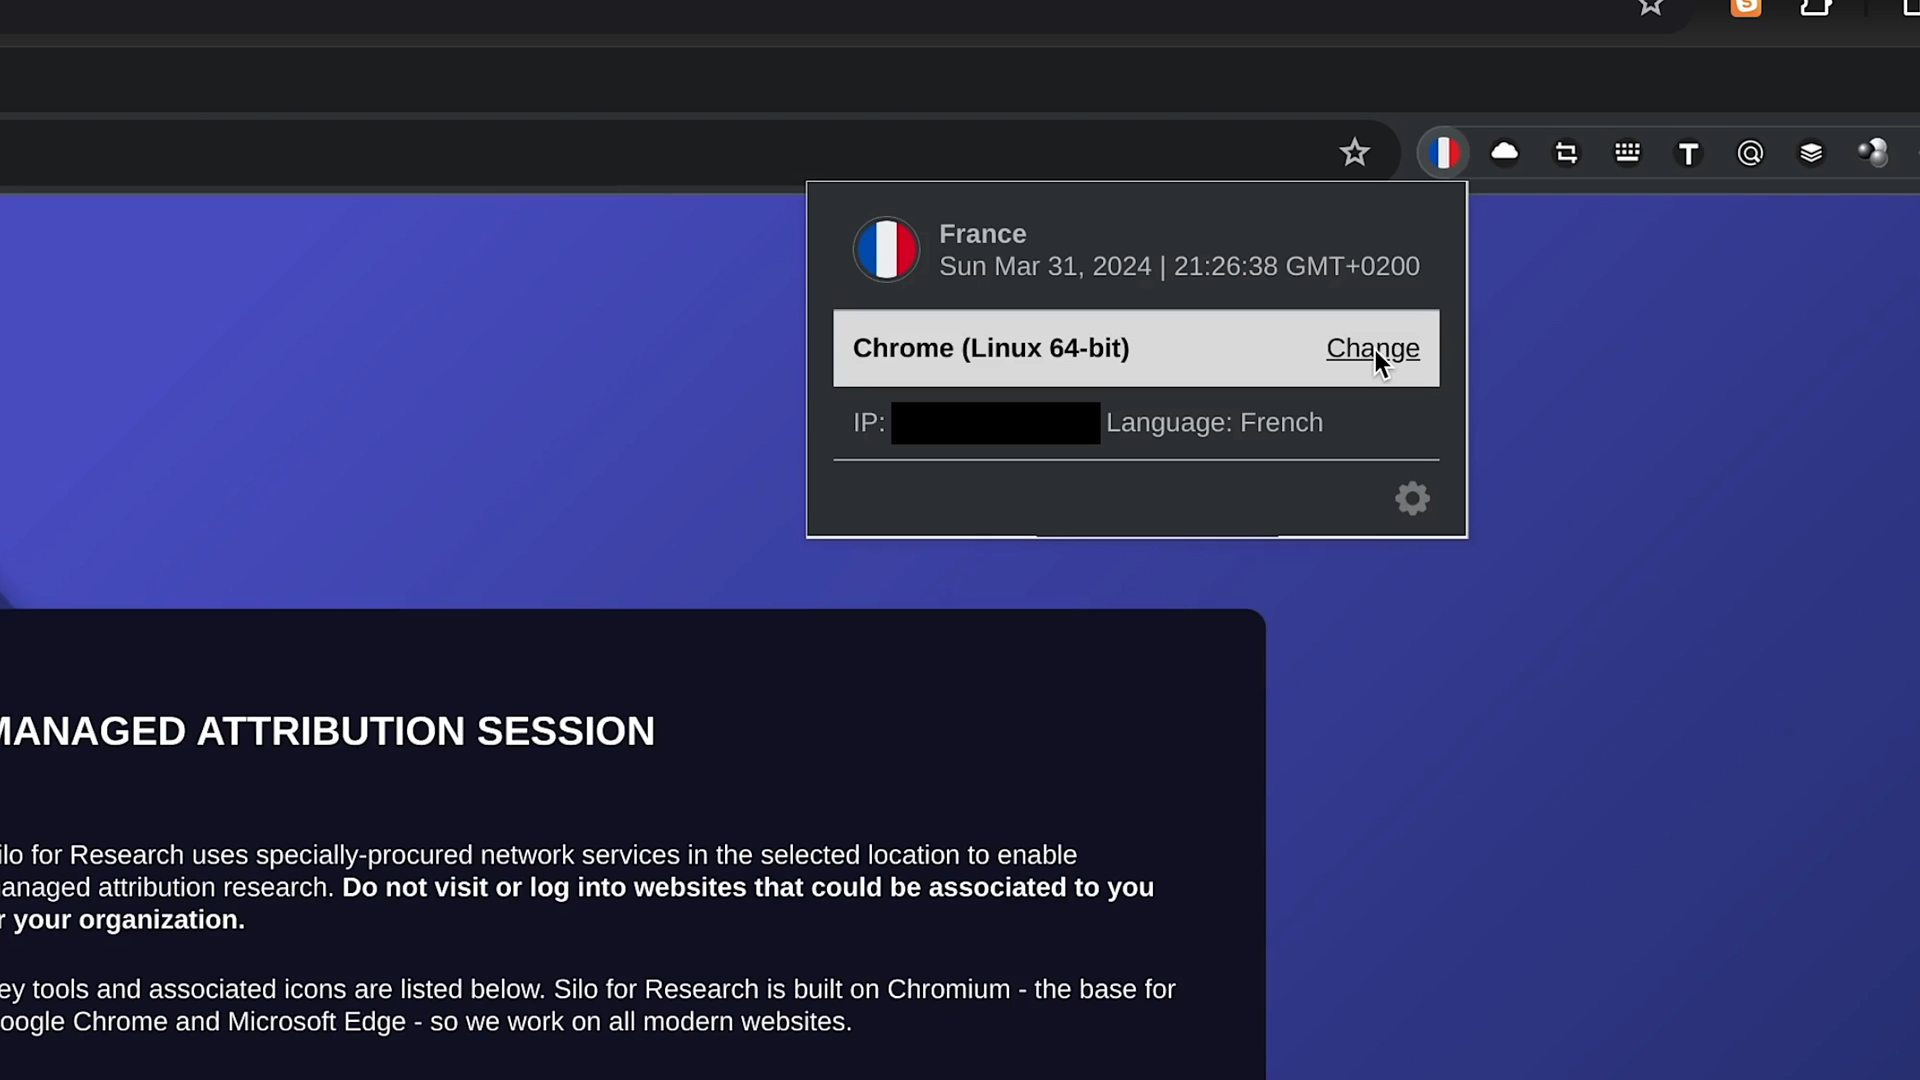 France
Sun Mar 31, 2024 | 21:26:38 GMT+0200
Chrome (Linux 64-bit) Change
IP: Language: French
MANAGED ATTRIBUTION SESSION
ilo for Research uses specially-procured network services in the selected location to enable
anaged attribution research. Do not visit or log into websites that could be associated to you
r your organization.
ey tools and associated icons are listed below. Silo for Research is built on Chromium - the base for
oogle Chrome and Microsoft Edge - so we work on all modern websites.